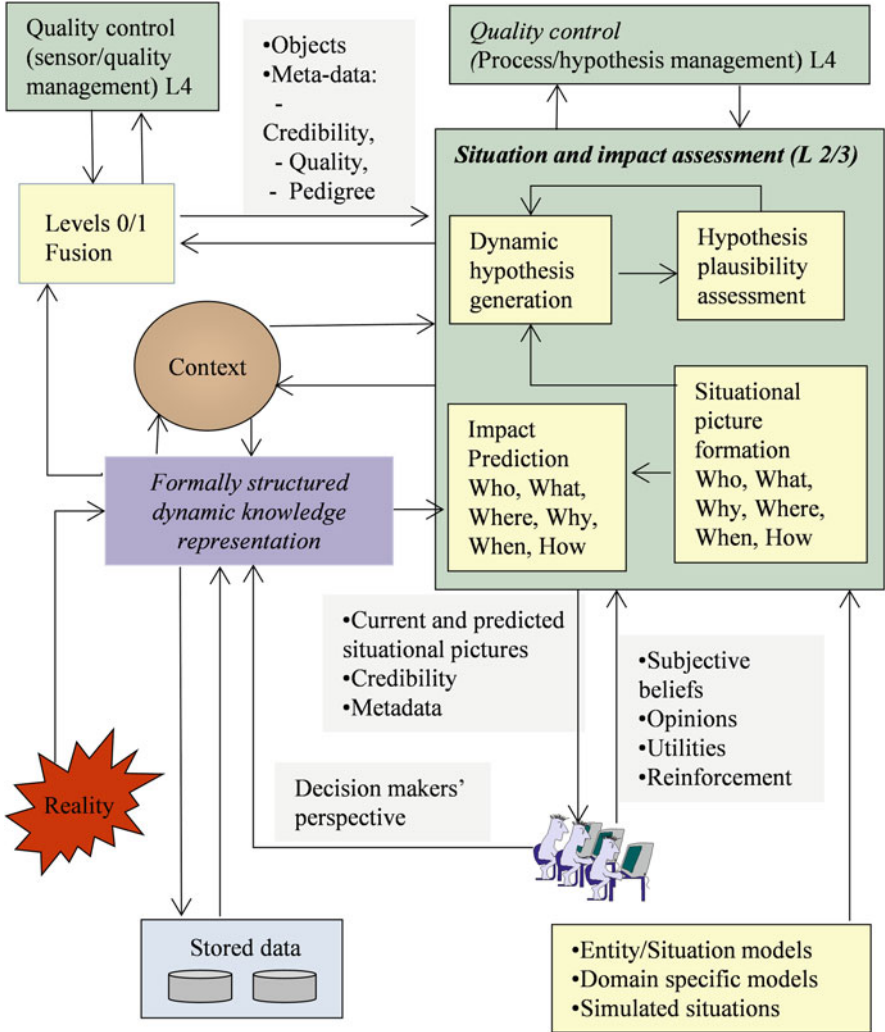 Quality control
(sensor/quality
management) L4
•Objects
•Meta-data:
-
Credibility,
- Quality,
- Pedigree
Quality control
(Process/hypothesis management) L4
Situation and impact assessment (L 2/3)
Levels 0/1
Fusion
Dynamic
hypothesis
generation
Hypothesis
plausibility
assessment
Context
Impact
Prediction
Who, What,
Where, Why,
When, How
Situational
picture
formation
Who, What,
Why, Where,
When, How
Formally structured
dynamic knowledge
representation
•Current and predicted
situational pictures
•Credibility
•Metadata
•Subjective
beliefs
•Opinions
•Utilities
•Reinforcement
Reality
Decision makers’
perspective
Stored data
•Entity/Situation models
•Domain specific models
•Simulated situations